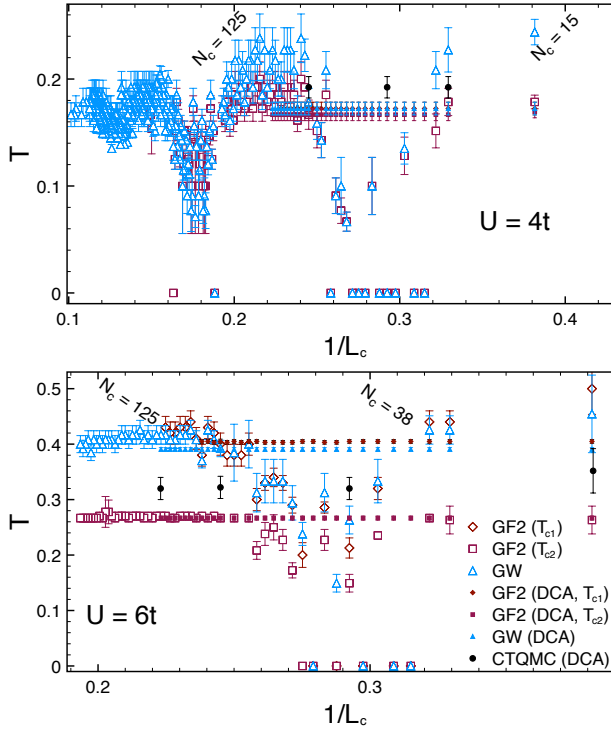 N_c = 125
N_c = 15
0.2
0.1
0
T
U = 4t
0.1
0.2
0.3
0.4
1/L_c
N_c = 125
N_c = 38
0.5
0.4
0.3
0.2
0.1
0
T
U = 6t
GF2 (T_c1)
GF2 (T_c2)
GW
GF2 (DCA, T_c1)
GF2 (DCA, T_c2)
GW (DCA)
CTQMC (DCA)
0.2
0.3
1/L_c